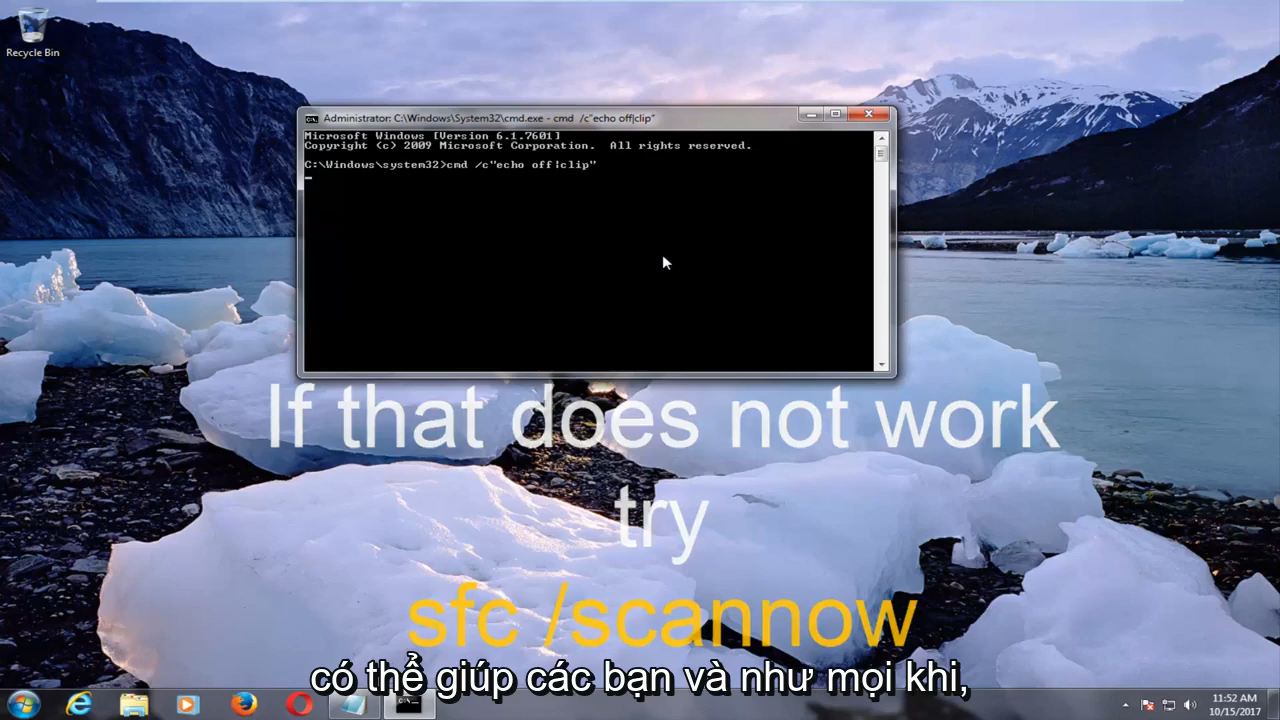 Recycle Bin
Administrator: C:\Windows\System32\cmd.exe - cmd /c"echo off|clip"
Microsoft Windows [Version 6.1.7601]
Copyright (c) 2009 Microsoft Corporation.  All rights reserved.
C:\Windows\system32>cmd /c"echo off|clip"
If that does not work
try
sfc /scannow
có thể giúp các bạn và như mọi khi,
11:52 AM
10/15/2017